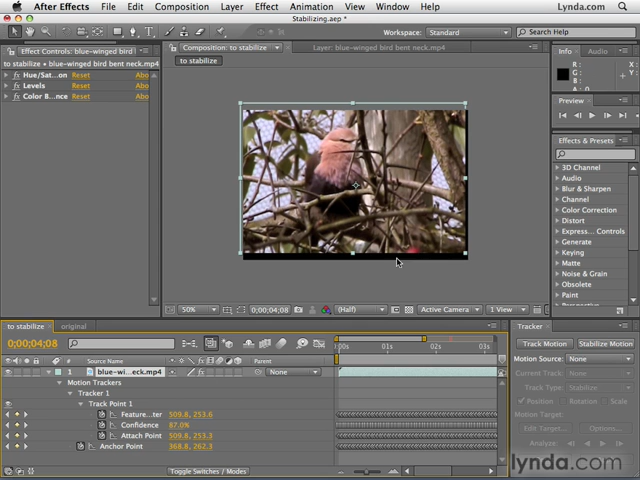 After Effects File Edit Composition Layer Effect Animation View Window Help Lynda.com
Stabilizing.aep *
Workspace: Standard Search Help
Effect Controls: blue-winged bird
Composition: to stabilize
Layer: blue-winged bird bent neck.mp4
Info Audio
to stabilize • blue-winged bird bent neck.mp4
to stabilize
Hue/Sat...on Reset Abo
Levels Reset Abo
Color B...nce Reset Abo
R :
G :
B :
A : 0
X :
Preview
Effects & Presets
3D Channel
Audio
Blur & Sharpen
Channel
Color Correction
Distort
Express... Controls
Generate
Keying
Matte
Noise & Grain
Obsolete
Paint
50% 0;00;04;08 (Half) Active Camera 1 View
to stabilize original
0;00;04;08
:00s 01s 02s 03s
# Source Name Parent
1 blue-wi...eck.mp4 None
Motion Trackers
Tracker 1
Track Point 1
Feature...ter 509.8, 253.6
Confidence 87.0%
Attach Point 509.8, 253.3
Anchor Point 368.8, 262.3
Toggle Switches / Modes
Tracker
Track Motion Stabilize Motion
Motion Source: None
Current Track: None
Track Type: Stabilize
Position Rotation Scale
Motion Target:
Edit Target... Options...
Analyze:
lynda.com